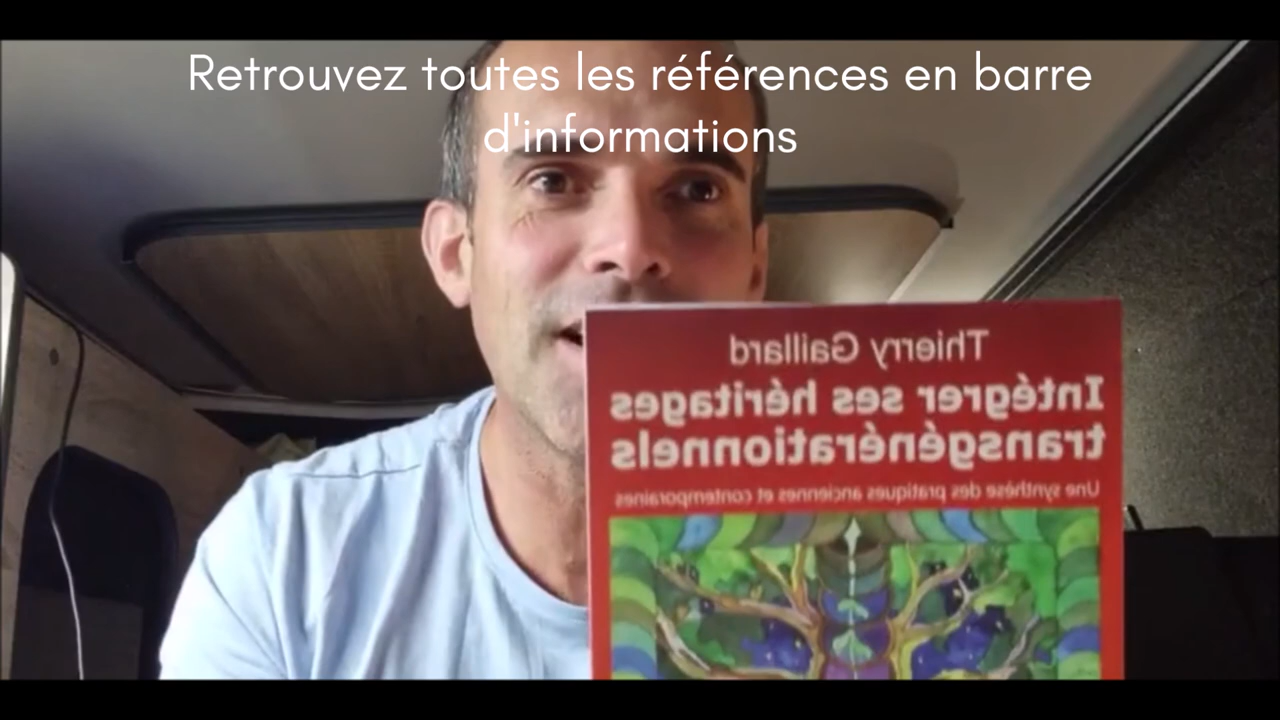 Retrouvez toutes les références en barre
d'informations
Thierry Gaillard
Intégrer ses héritages
transgénérationnels
Une synthèse des pratiques anciennes et contemporaines